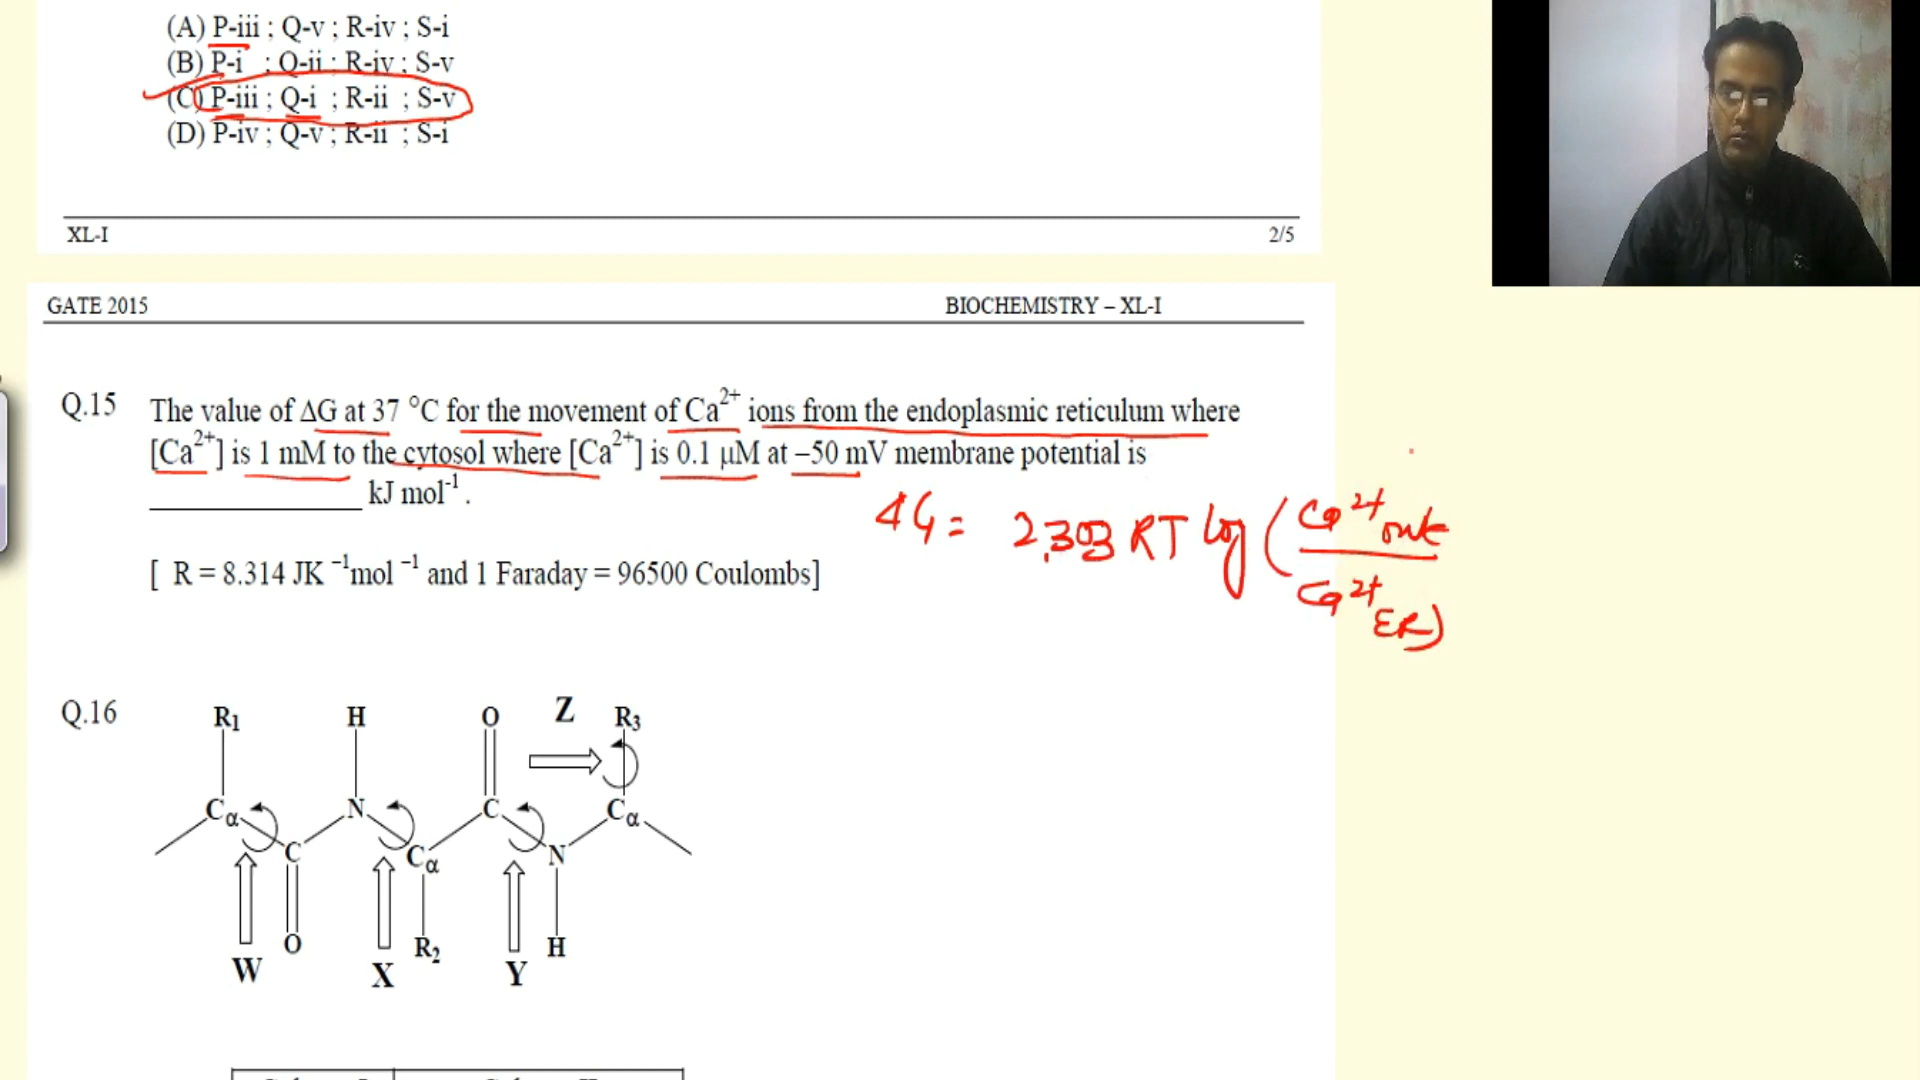 (A) P-iii ; Q-v ; R-iv ; S-i
(B) P-i ; Q-ii ; R-iv ; S-v
(C) P-iii ; Q-i ; R-ii ; S-v
(D) P-iv ; Q-v ; R-ii ; S-i
XL-I 2/5
GATE 2015 BIOCHEMISTRY – XL-I
Q.15 The value of ΔG at 37 °C for the movement of Ca²⁺ ions from the endoplasmic reticulum where
[Ca²⁺] is 1 mM to the cytosol where [Ca²⁺] is 0.1 μM at –50 mV membrane potential is
____________ kJ mol⁻¹ .
ΔG = 2.303 RT log ( Ca²⁺ out
Ca²⁺ ER )
[ R = 8.314 JK ⁻¹mol ⁻¹ and 1 Faraday = 96500 Coulombs]
Q.16
R₁ H O Z R₃
Cα N C Cα
C Cα N
O R₂ H
W X Y